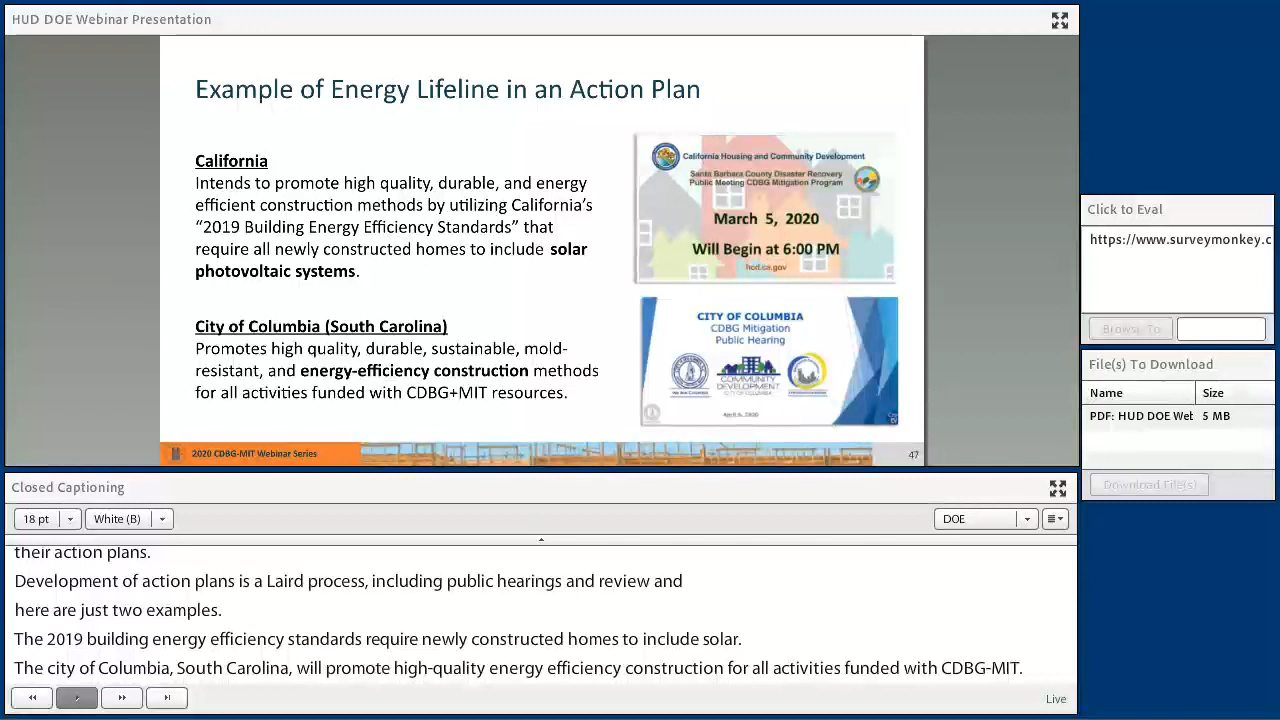 HUD DOE Webinar Presentation
Example of Energy Lifeline in an Action Plan
California
Intends to promote high quality, durable, and energy
efficient construction methods by utilizing California's
"2019 Building Energy Efficiency Standards" that
require all newly constructed homes to include solar
photovoltaic systems.
City of Columbia (South Carolina)
Promotes high quality, durable, sustainable, mold-
resistant, and energy-efficiency construction methods
for all activities funded with CDBG+MIT resources.
California Housing and Community Development
Santa Barbara County Disaster Recovery
Public Meeting CDBG Mitigation Program
March 5, 2020
Will Begin at 6:00 PM
hcd.ca.gov
CITY OF COLUMBIA
CDBG Mitigation
Public Hearing
COMMUNITY
DEVELOPMENT
CITY OF COLUMBIA
2020 CDBG-MIT Webinar Series
47
Click to Eval
https://www.surveymonkey.c
Browse To
File(s) To Download
Name Size
PDF: HUD DOE Wet 5 MB
Download File(s)
Closed Captioning
18 pt White (B) DOE
their action plans.
Development of action plans is a Laird process, including public hearings and review and
here are just two examples.
The 2019 building energy efficiency standards require newly constructed homes to include solar.
The city of Columbia, South Carolina, will promote high-quality energy efficiency construction for all activities funded with CDBG-MIT.
Live